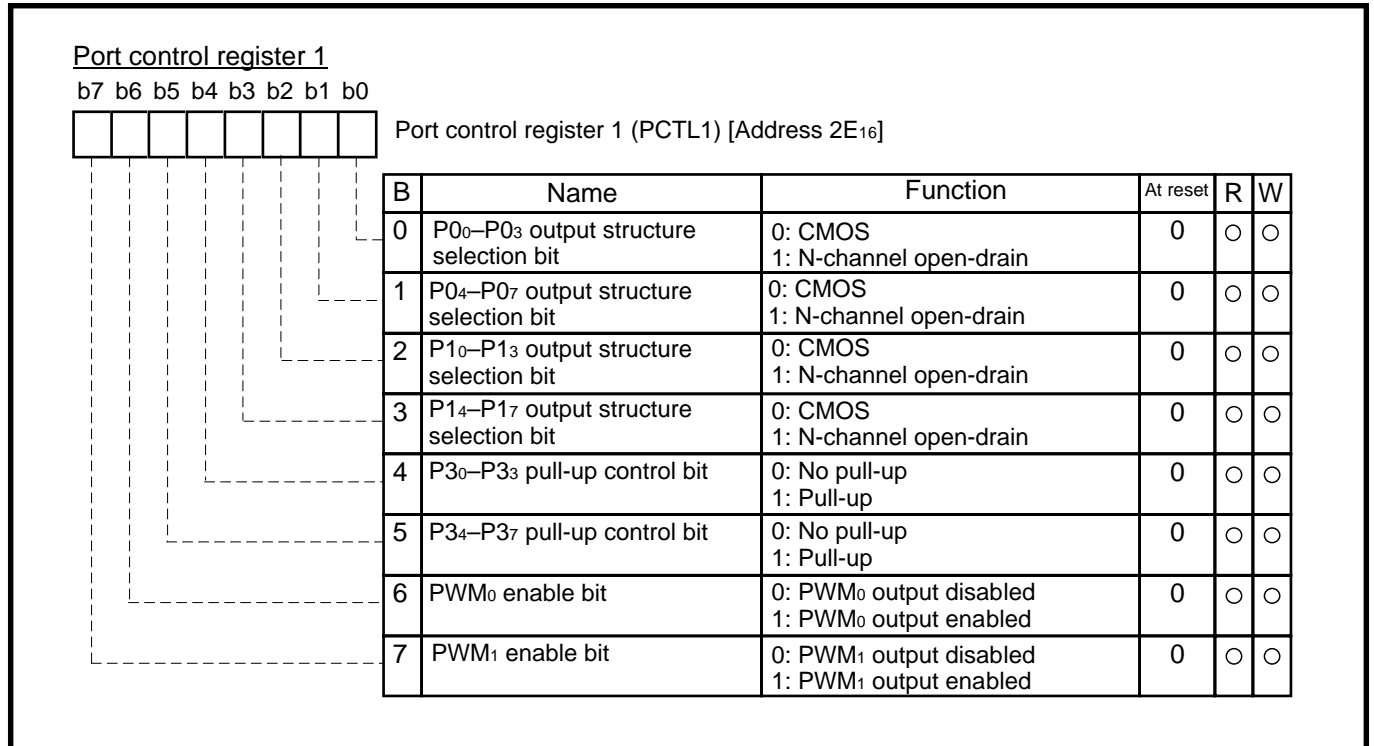 Port control register 1
b7 b6 b5 b4 b3 b2 b1 b0
Port control register 1 (PCTL1) [Address 2E₁₆]
B Name Function At reset R W
0 P0₀–P0₃ output structure selection bit 0: CMOS 0 ○ ○
1: N-channel open-drain
1 P0₄–P0₇ output structure selection bit 0: CMOS 0 ○ ○
1: N-channel open-drain
2 P1₀–P1₃ output structure selection bit 0: CMOS 0 ○ ○
1: N-channel open-drain
3 P1₄–P1₇ output structure selection bit 0: CMOS 0 ○ ○
1: N-channel open-drain
4 P3₀–P3₃ pull-up control bit 0: No pull-up 0 ○ ○
1: Pull-up
5 P3₄–P3₇ pull-up control bit 0: No pull-up 0 ○ ○
1: Pull-up
6 PWM₀ enable bit 0: PWM₀ output disabled 0 ○ ○
1: PWM₀ output enabled
7 PWM₁ enable bit 0: PWM₁ output disabled 0 ○ ○
1: PWM₁ output enabled